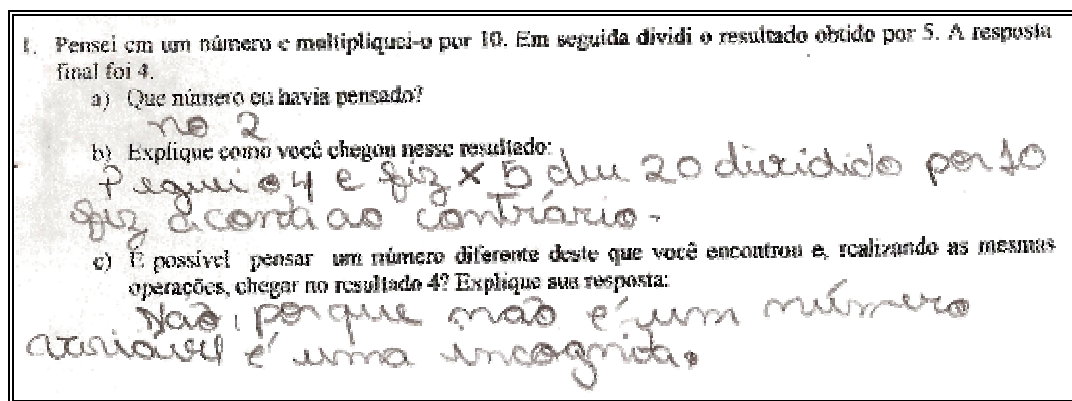 1. Pensei em um número e multipliquei-o por 10. Em seguida dividi o resultado obtido por 5. A resposta
final foi 4.
a) Que número eu havia pensado?
no 2
b) Explique como você chegou nesse resultado:
Peguei o 4 e fiz x 5 deu 20 dividido por 10
fiz a conta ao contrário.
c) É possível pensar um número diferente deste que você encontrou e, realizando as mesmas
operações, chegar no resultado 4? Explique sua resposta:
Não, porque não é um número
variável é uma incognita.